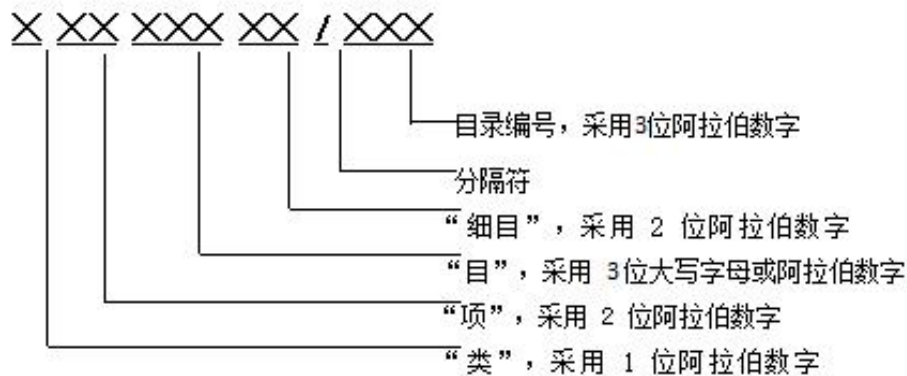 X XX XXX XX / XXX
目录编号，采用3位阿拉伯数字
分隔符
“细目”，采用 2 位阿拉伯数字
“目”，采用 3位大写字母或阿拉伯数字
“项”，采用 2 位阿拉伯数字
“类”，采用 1 位阿拉伯数字